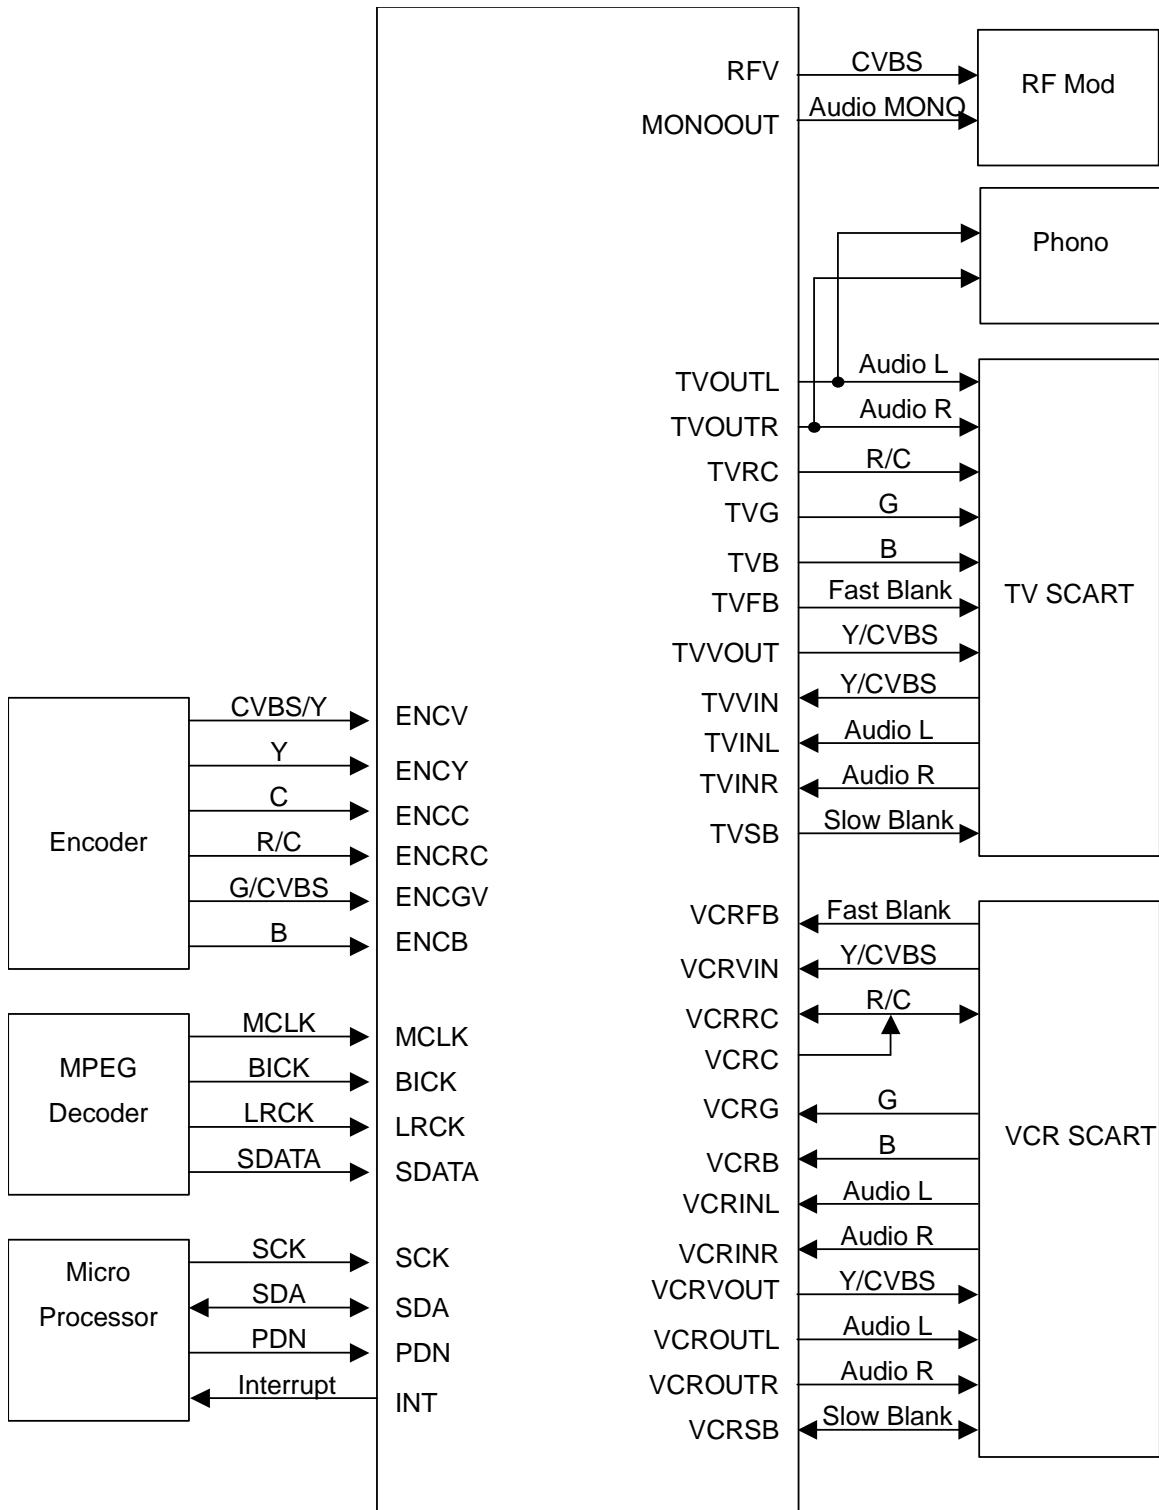 RFV CVBS RF Mod
MONOOUT Audio MONO
Phono
TVOUTL Audio L
TVOUTR Audio R
TVRC R/C
TVG G
TVB B
TVFB Fast Blank
TVVOUT Y/CVBS
TVVIN Y/CVBS
TVINL Audio L
TVINR Audio R
TVSB Slow Blank
TV SCART
Encoder
CVBS/Y ENCV
Y ENCY
C ENCC
R/C ENCRC
G/CVBS ENCGV
B ENCB
VCRFB Fast Blank
VCRVIN Y/CVBS
VCRRC R/C
VCRC
VCRG G
VCRB B
VCRINL Audio L
VCRINR Audio R
VCRVOUT Y/CVBS
VCROUTL Audio L
VCROUTR Audio R
VCRSB Slow Blank
VCR SCART
MPEG
Decoder
MCLK MCLK
BICK BICK
LRCK LRCK
SDATA SDATA
Micro
Processor
SCK SCK
SDA SDA
PDN PDN
Interrupt INT